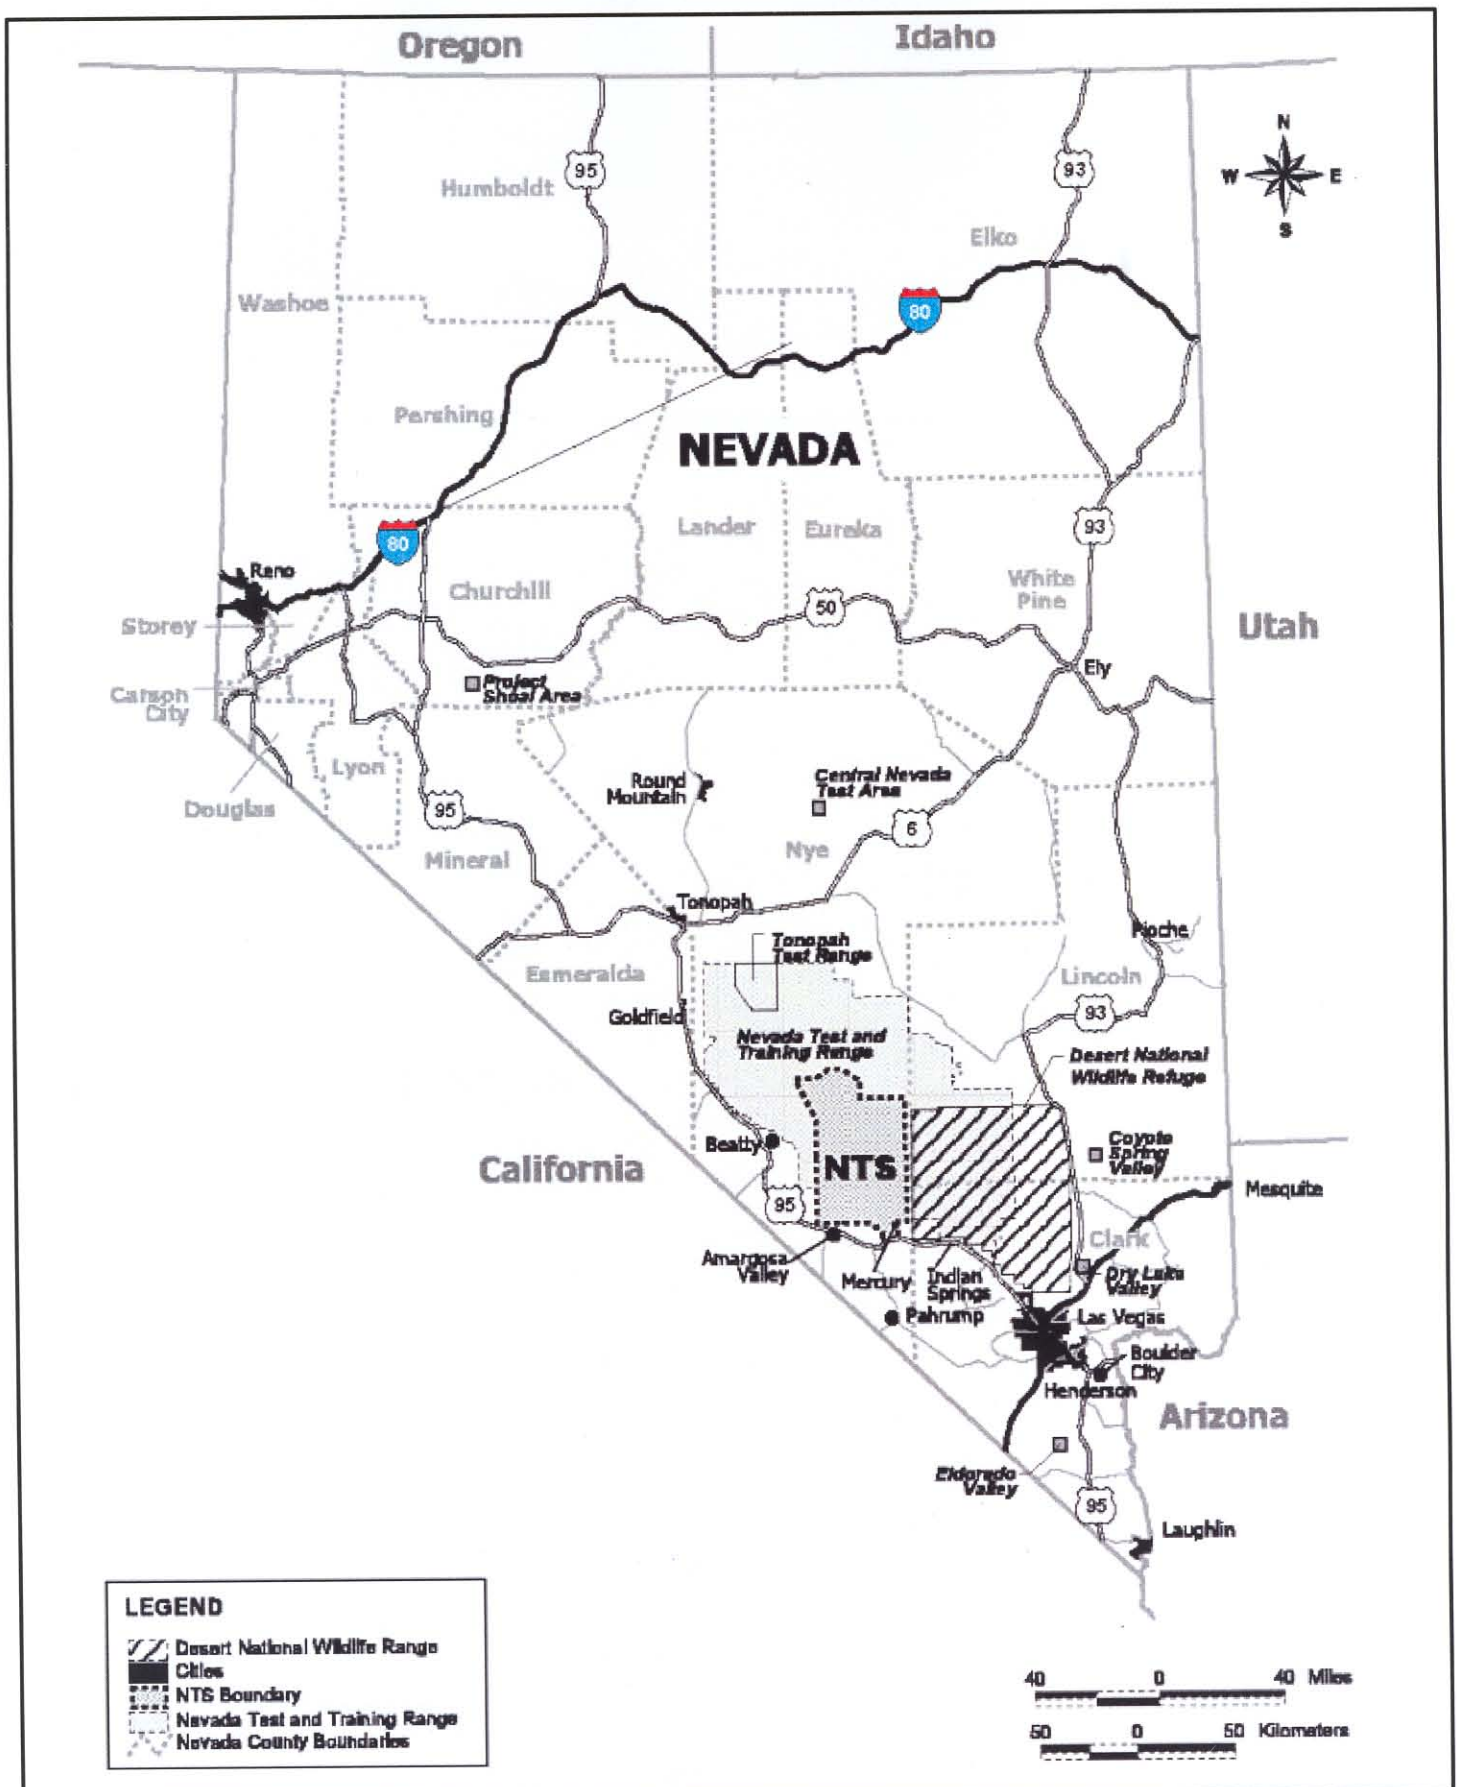 Oregon
Idaho
N
W
E
S
95
93
Humboldt
Elko
Washoe
80
Pershing
NEVADA
Lander
Eureka
93
80
Reno
Churchill
White
Pine
50
Storey
Utah
Ely
Carson
City
Project
Shoal Area
Lyon
Round
Mountain
Central Nevada
Test Area
Douglas
95
6
Mineral
Nye
Tonopah
Pioche
Tonopah
Test Range
Esmeralda
Lincoln
Goldfield
93
Nevada Test and
Training Range
Desert National
Wildlife Refuge
Beatty
Coyote
Spring
Valley
California
NTS
Mesquite
95
Clark
Amargosa
Valley
Mercury
Indian
Springs
Dry Lake
Valley
Pahrump
Las Vegas
Boulder
City
Henderson
Arizona
Eldorado
Valley
95
Laughlin
LEGEND
Desert National Wildlife Range
Cities
NTS Boundary
Nevada Test and Training Range
Nevada County Boundaries
40 0 40 Miles
50 0 50 Kilometers